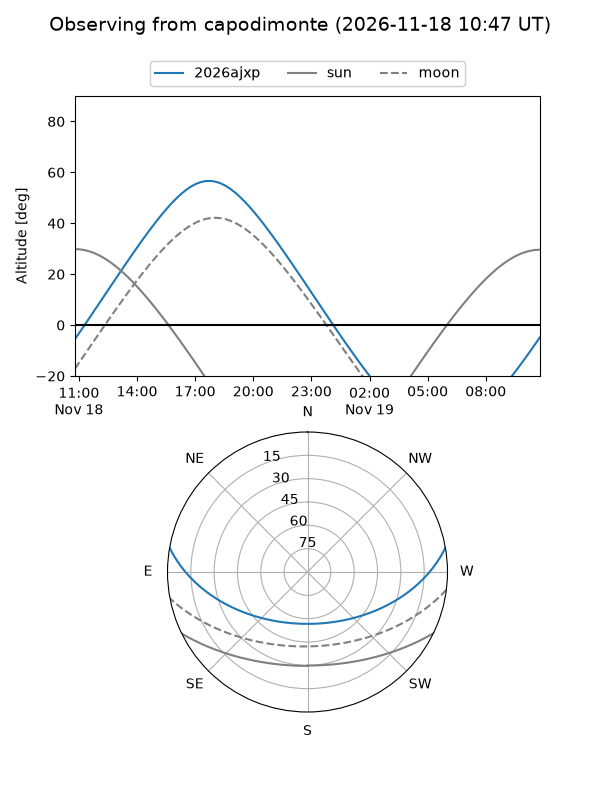 Observing from capodimonte (2026-11-18 10:47 UT)
2026ajxp sun moon
Altitude [deg]
80
60
40
20
0
−20
11:00 14:00 17:00 20:00 23:00 02:00 05:00 08:00
Nov 18 Nov 19
N
NE NW
15
30
45
60
75
E W
SE SW
S